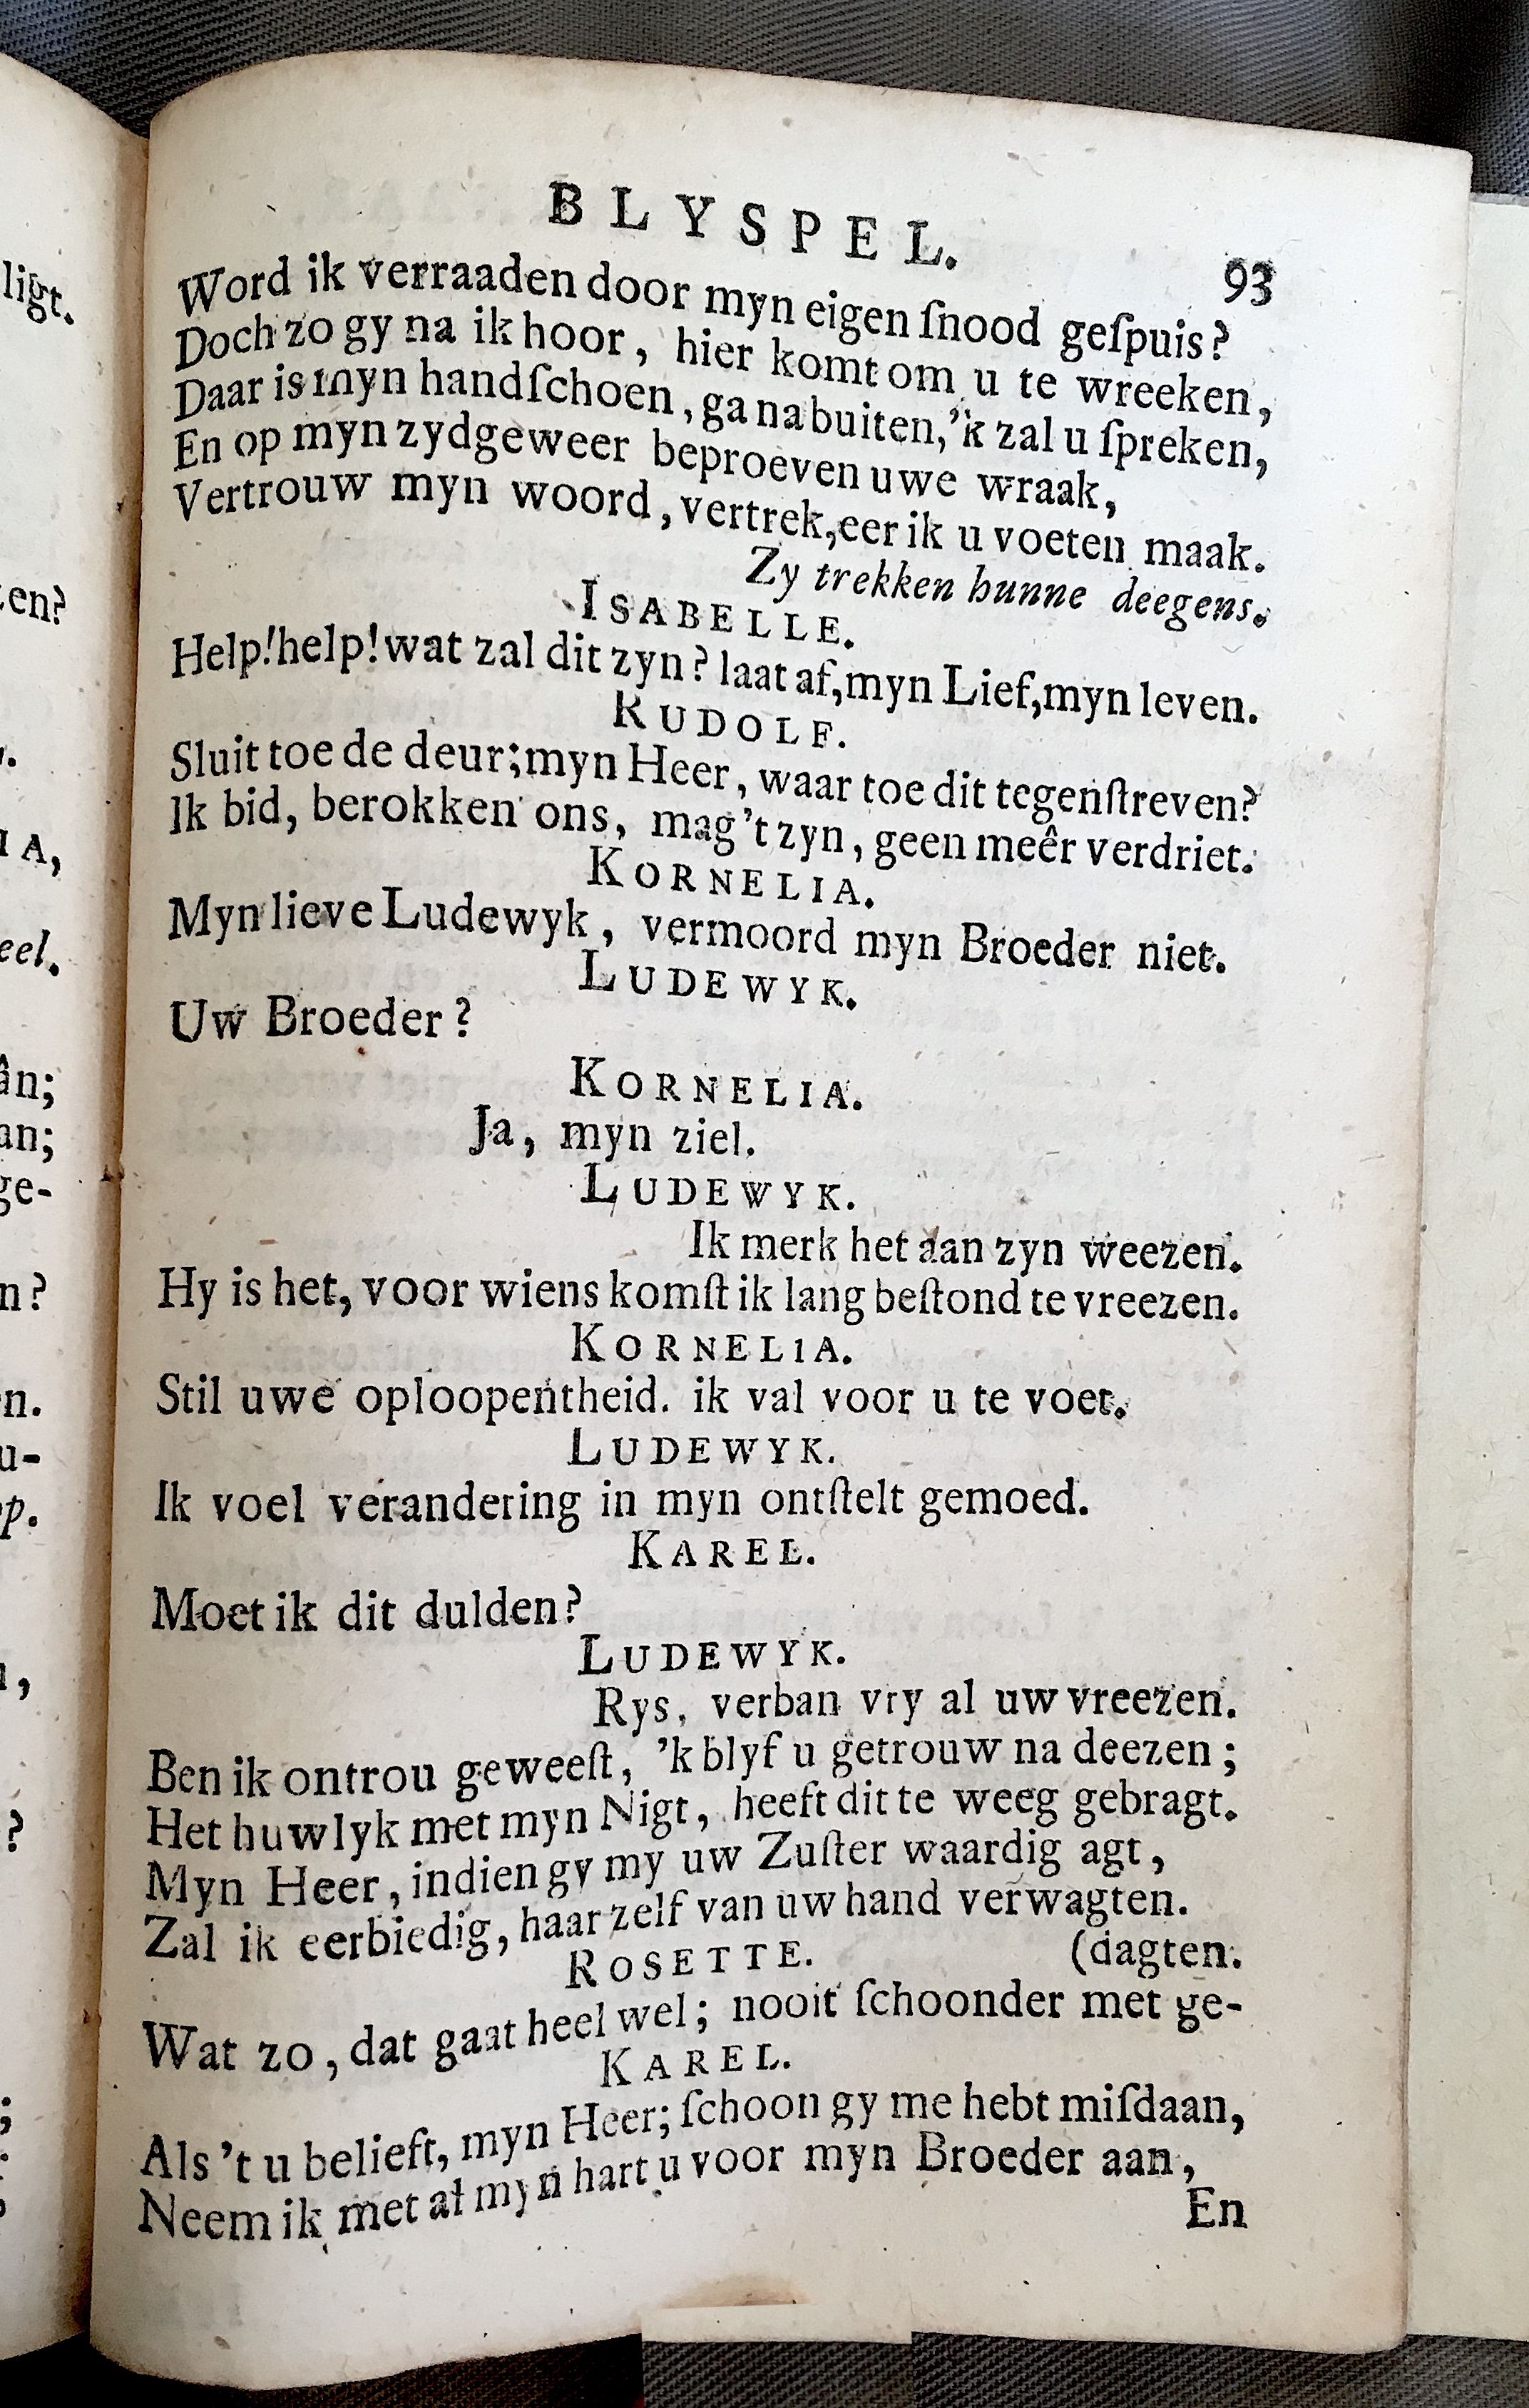 BLYSPEL.
93
Word ik verraaden door myn eigen ſnood geſpuis?
Doch zo gy na ik hoor, hier komt om u te wreeken,
Daar is myn handſchoen, ga na buiten, 'k zal u ſpreken,
En op myn zydgeweer beproeven uwe wraak,
Vertrouw myn woord, vertrek, eer ik u voeten maak.
Zy trekken hunne deegens.
ISABELLE.
Help! help! wat zal dit zyn? laat af, myn Lief, myn leven.
RUDOLF.
Sluit toe de deur; myn Heer, waar toe dit tegenſtreven?
Ik bid, berokken ons, mag 't zyn, geen meêr verdriet.
KORNELIA.
Myn lieve Ludewyk, vermoord myn Broeder niet.
LUDEWYK.
Uw Broeder?
KORNELIA.
Ja, myn ziel.
LUDEWYK.
Ik merk het aan zyn weezen.
Hy is het, voor wiens komſt ik lang beſtond te vreezen.
KORNELIA.
Stil uwe oploopentheid. ik val voor u te voet.
LUDEWYK.
Ik voel verandering in myn ontſtelt gemoed.
KAREL.
Moet ik dit dulden?
LUDEWYK.
Rys, verban vry al uw vreezen.
Ben ik ontrou geweeſt, 'k blyf u getrouw na deezen;
Het huwlyk met myn Nigt, heeft dit te weeg gebragt.
Myn Heer, indien gy my uw Zuſter waardig agt,
Zal ik eerbiedig, haar zelf van uw hand verwagten.
ROSETTE. (dagten.
Wat zo, dat gaat heel wel; nooit ſchoonder met ge-
KAREL.
Als 't u belieft, myn Heer; ſchoon gy me hebt miſdaan,
Neem ik met al myn hart u voor myn Broeder aan,
En
ligt.
en?
IA,
eel.
ân;
an;
ge-
n?
n.
u-
op.
,
?
;